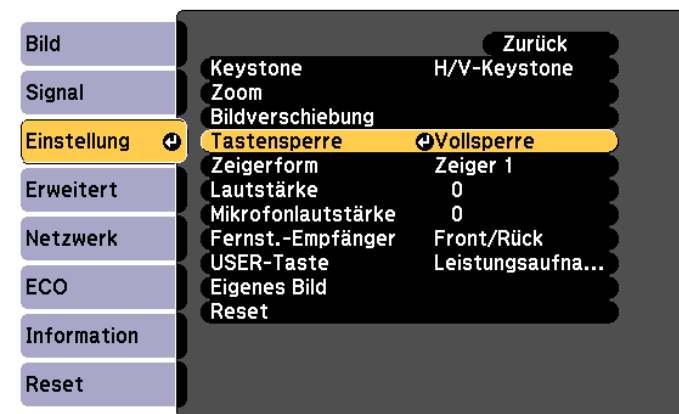 Bild
Signal
Einstellung
Erweitert
Netzwerk
ECO
Information
Reset
Zurück
Keystone H/V-Keystone
Zoom
Bildverschiebung
Tastensperre Vollsperre
Zeigerform Zeiger 1
Lautstärke 0
Mikrofonlautstärke 0
Fernst.-Empfänger Front/Rück
USER-Taste Leistungsaufna...
Eigenes Bild
Reset